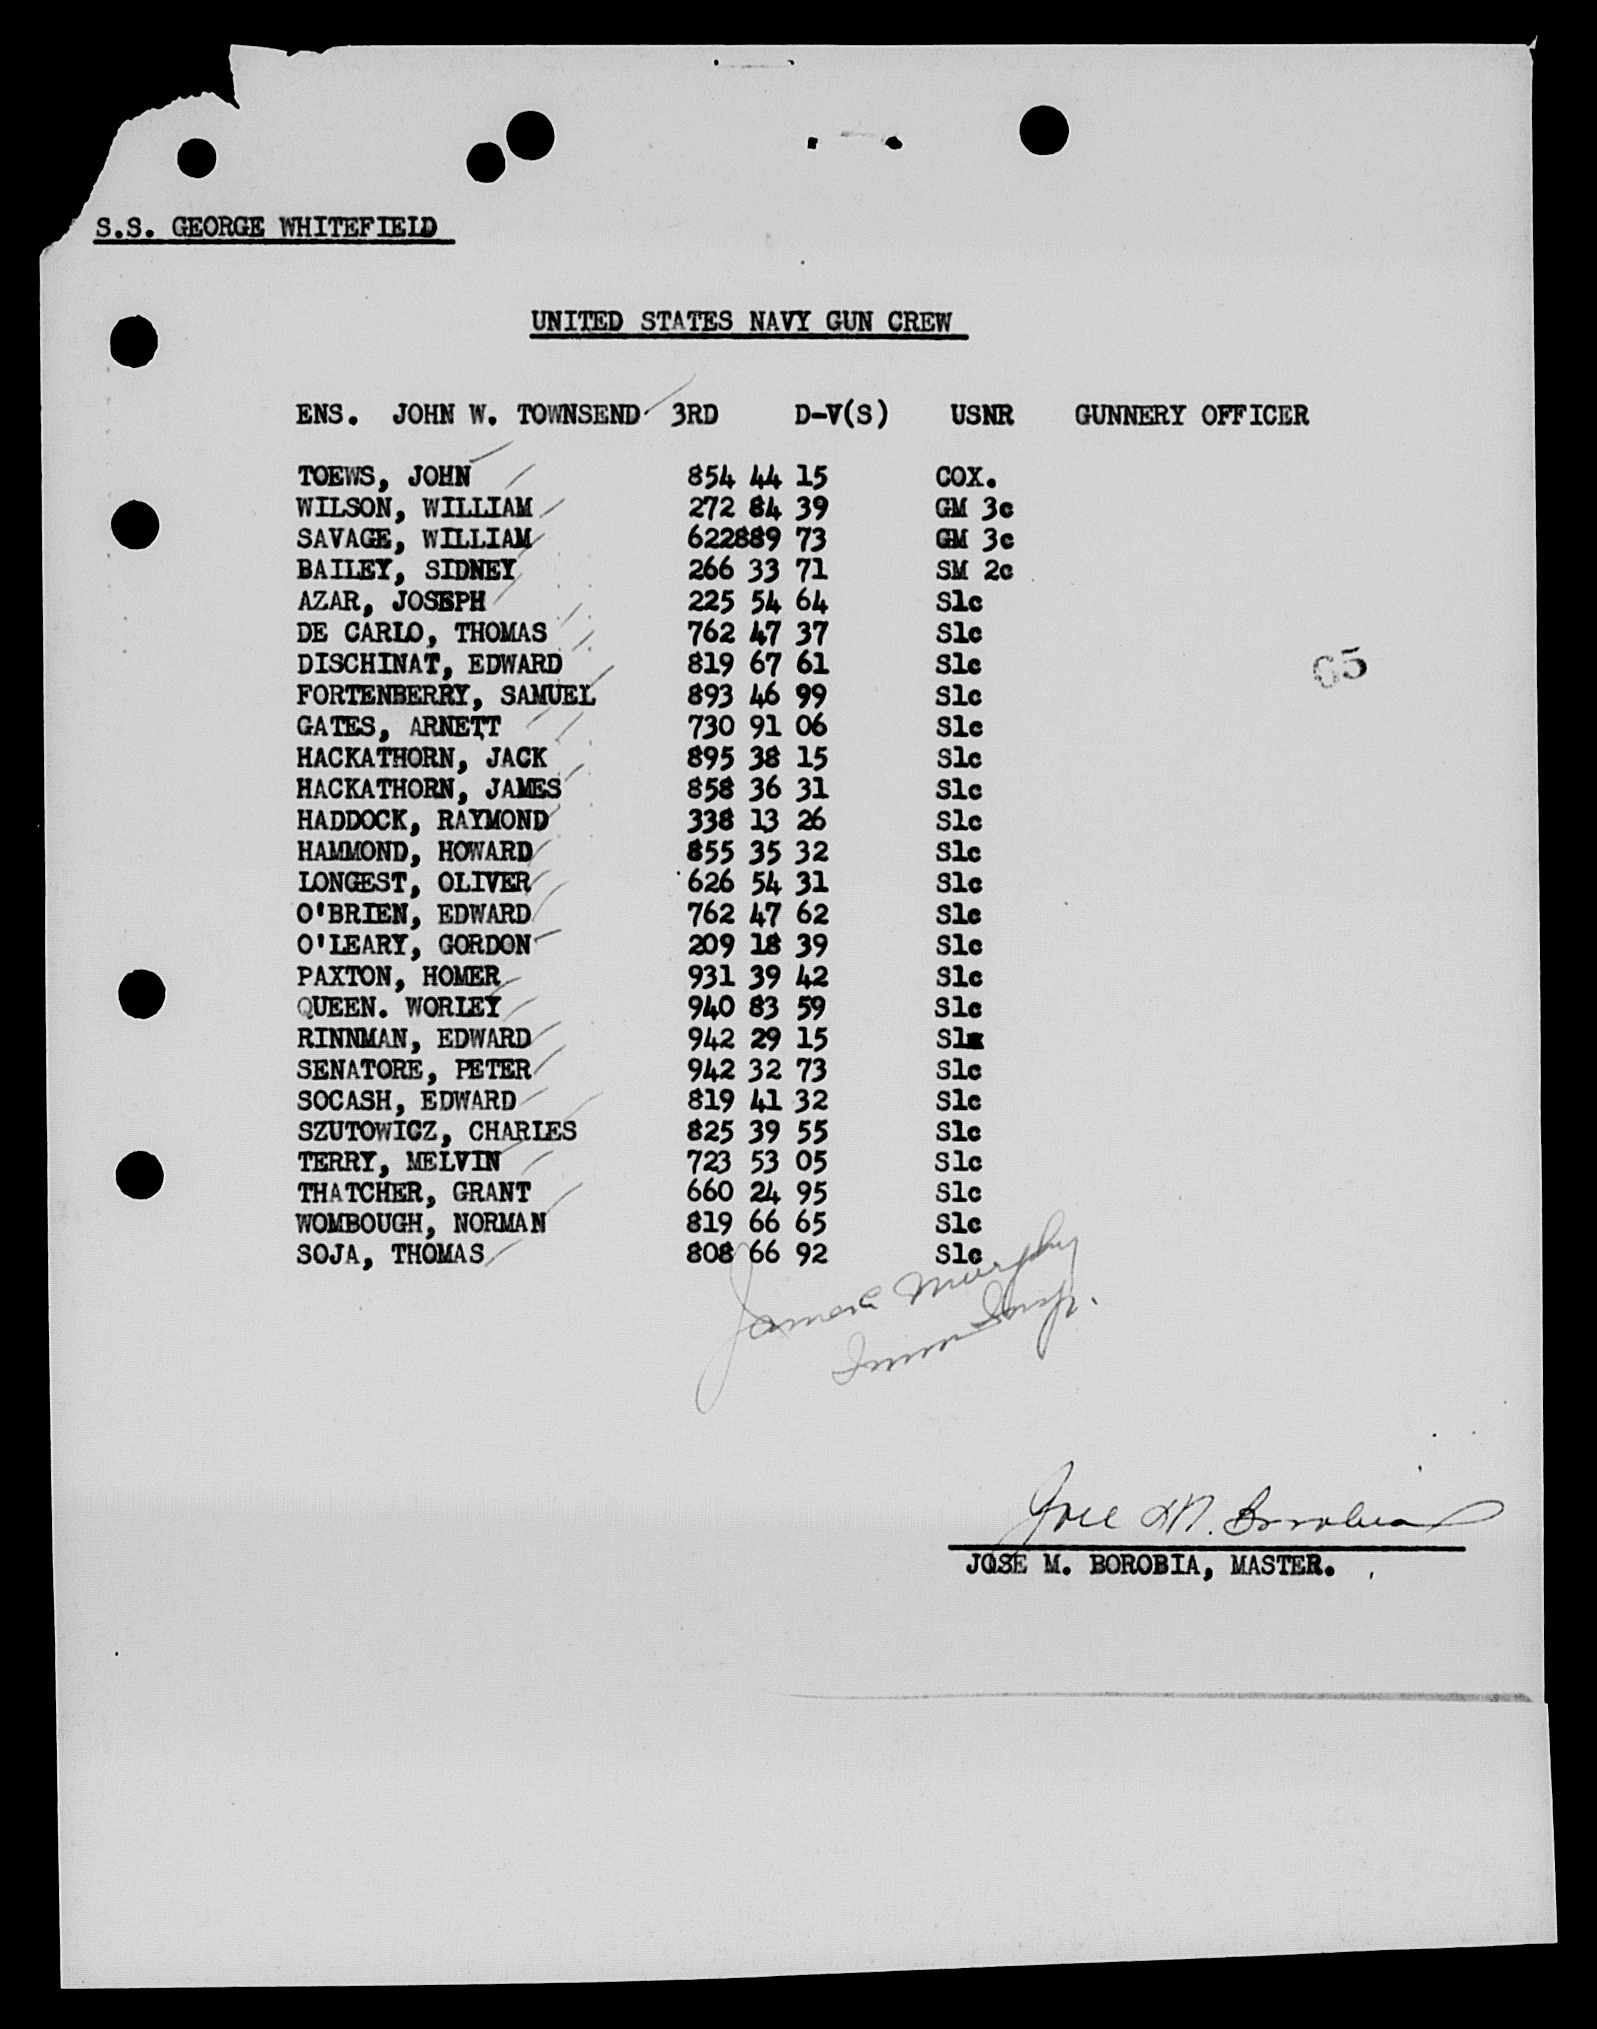 S.S. GEORGE WHITEFIELD
UNITED STATES NAVY GUN CREW
ENS. JOHN W. TOWNSEND 3RD D-V(S) USNR GUNNERY OFFICER
TOEWS, JOHN 854 44 15 COX.
WILSON, WILLIAM 272 84 39 GM 3c
SAVAGE, WILLIAM 622889 73 GM 3c
BAILEY, SIDNEY 266 33 71 SM 2c
AZAR, JOSEPH 225 54 64 S1c
DE CARLO, THOMAS 762 47 37 S1c
DISCHINAT, EDWARD 819 67 61 S1c
FORTENBERRY, SAMUEL 893 46 99 S1c
GATES, ARNETT 730 91 06 S1c
HACKATHORN, JACK 895 38 15 S1c
HACKATHORN, JAMES 858 36 31 S1c
HADDOCK, RAYMOND 338 13 26 S1c
HAMMOND, HOWARD 855 35 32 S1c
LONGEST, OLIVER 626 54 31 S1c
O'BRIEN, EDWARD 762 47 62 S1c
O'LEARY, GORDON 209 18 39 S1c
PAXTON, HOMER 931 39 42 S1c
QUEEN. WORLEY 940 83 59 S1c
RINNMAN, EDWARD 942 29 15 S1c
SENATORE, PETER 942 32 73 S1c
SOCASH, EDWARD 819 41 32 S1c
SZUTOWICZ, CHARLES 825 39 55 S1c
TERRY, MELVIN 723 53 05 S1c
THATCHER, GRANT 660 24 95 S1c
WOMBOUGH, NORMAN 819 66 65 S1c
SOJA, THOMAS 808 66 92 S1c
65
James Murphy
Imm Insp.
Jose M. Borobia
JOSE M. BOROBIA, MASTER.